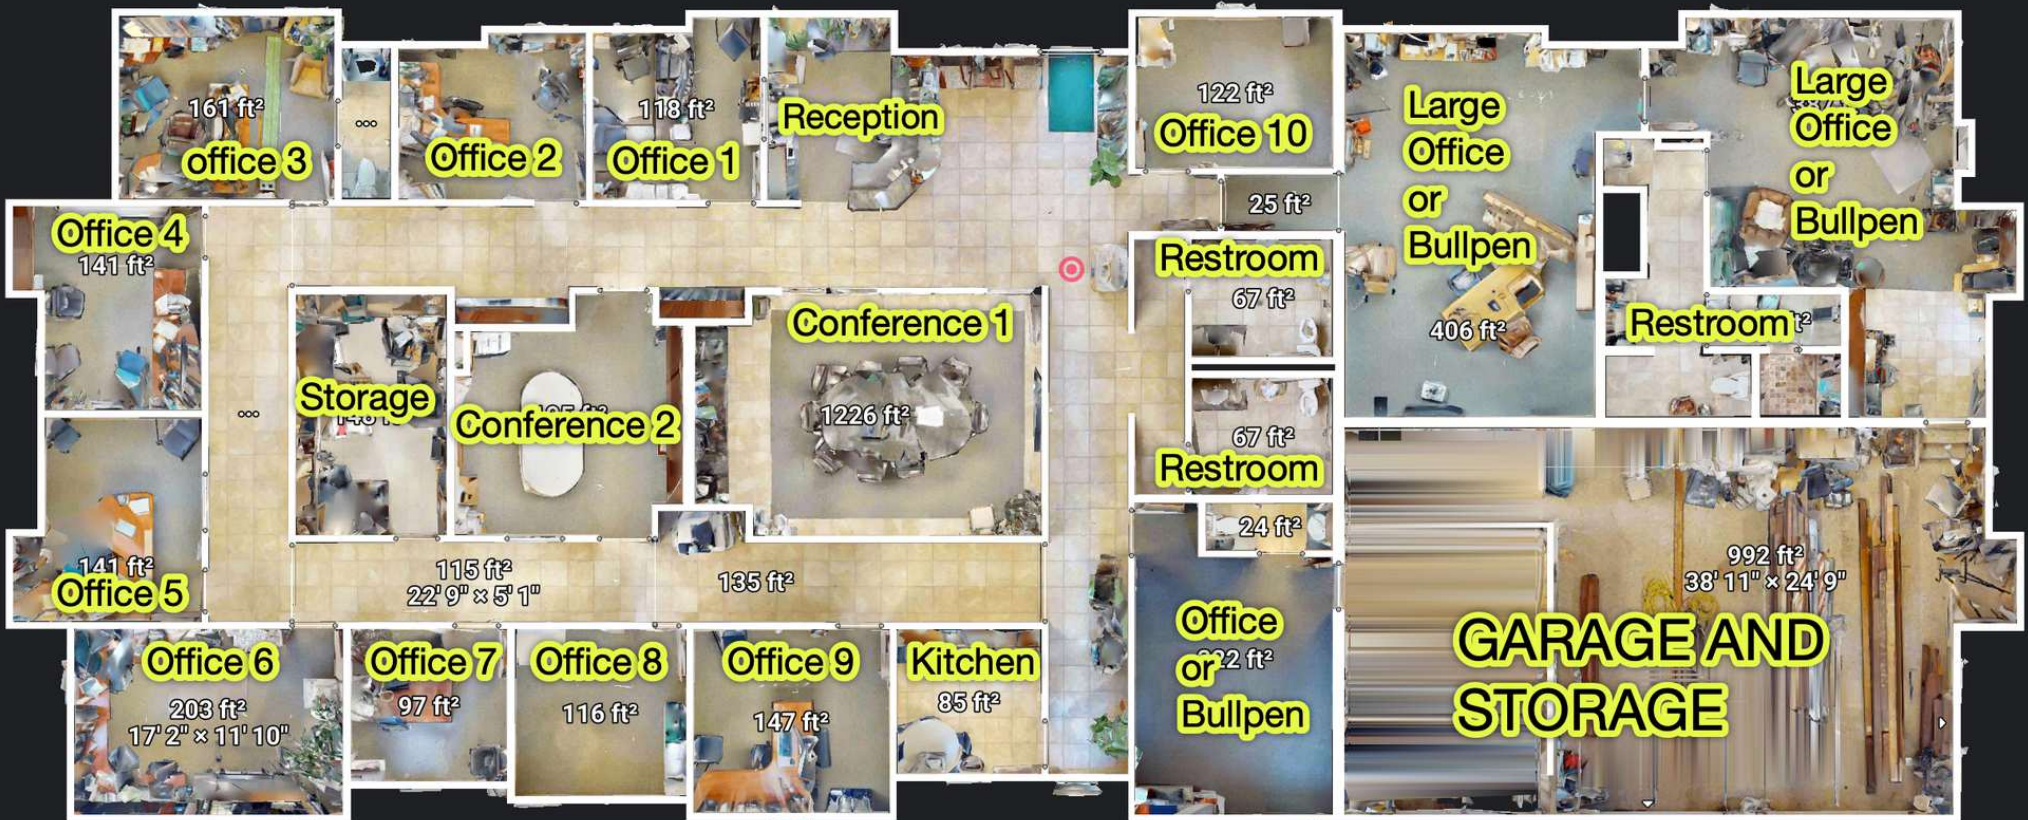 161 ft²
office 3
Office 2
118 ft²
Office 1
Reception
122 ft²
Office 10
25 ft²
Large
Office
or
Bullpen
406 ft²
Large
Office
or
Bullpen
Office 4
141 ft²
Restroom
67 ft²
Restroom
Storage
Conference 2
Conference 1
1226 ft²
67 ft²
Restroom
24 ft²
141 ft²
Office 5
115 ft²
22' 9" × 5' 1"
135 ft²
992 ft²
38' 11" × 24' 9"
GARAGE AND
STORAGE
Office 6
203 ft²
17' 2" × 11' 10"
Office 7
97 ft²
Office 8
116 ft²
Office 9
147 ft²
Kitchen
85 ft²
Office
or
Bullpen